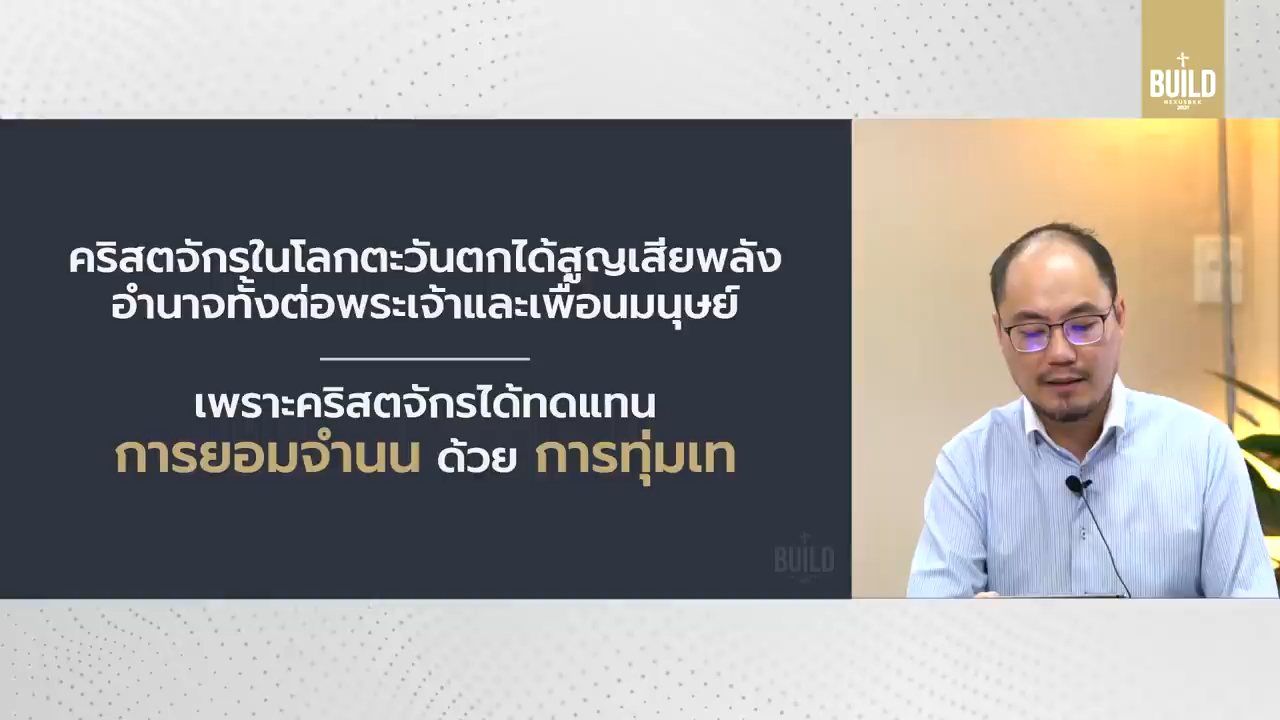 BUILD
NEXUSBKK
2021
คริสตจักรในโลกตะวันตกได้สูญเสียพลัง
อำนาจทั้งต่อพระเจ้าและเพื่อนมนุษย์
เพราะคริสตจักรได้ทดแทน
การยอมจำนน ด้วย การทุ่มเท
BUILD